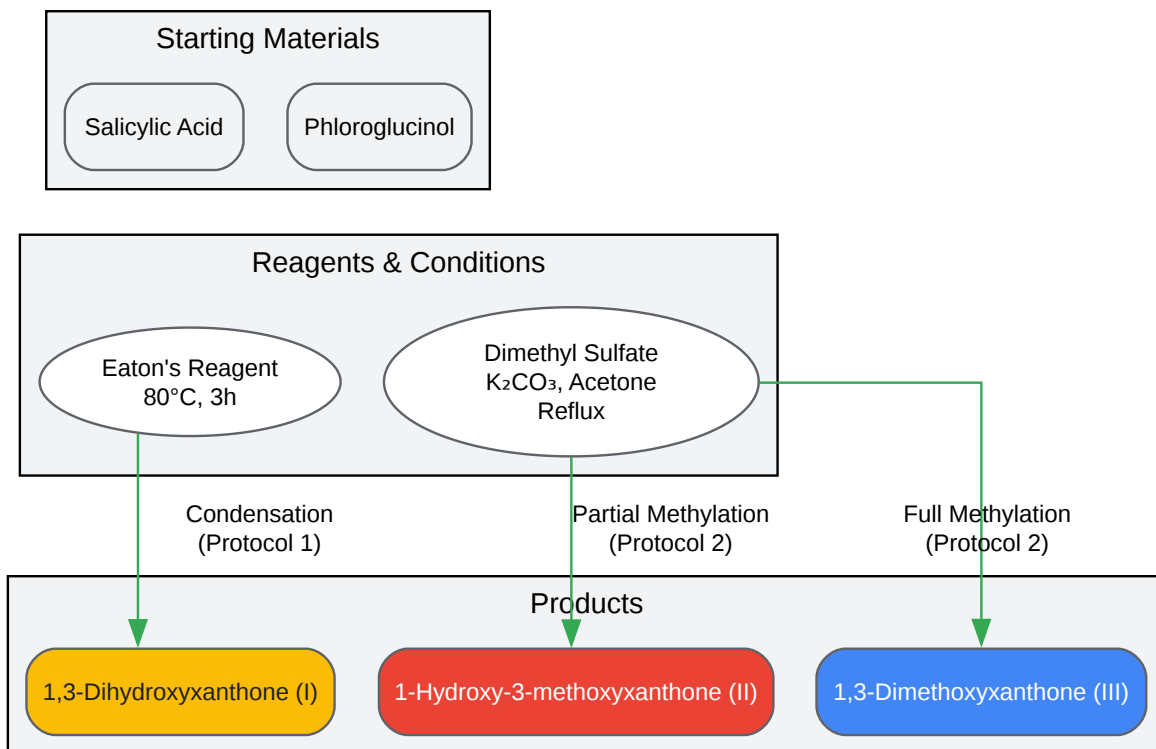 Starting Materials
Salicylic Acid
Phloroglucinol
Reagents & Conditions
Eaton's Reagent
80°C, 3h
Dimethyl Sulfate
K₂CO₃, Acetone
Reflux
Condensation
(Protocol 1)
Partial Methylation
(Protocol 2)
Full Methylation
(Protocol 2)
Products
1,3-Dihydroxyxanthone (I)
1-Hydroxy-3-methoxyxanthone (II)
1,3-Dimethoxyxanthone (III)